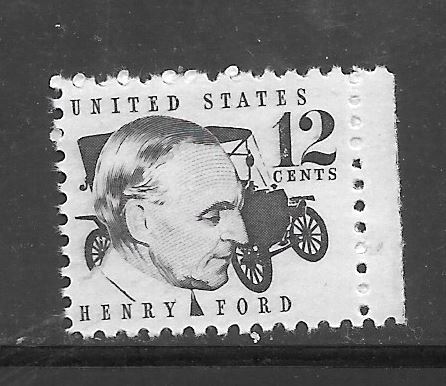 UNITED STATES
12
CENTS
HENRY FORD